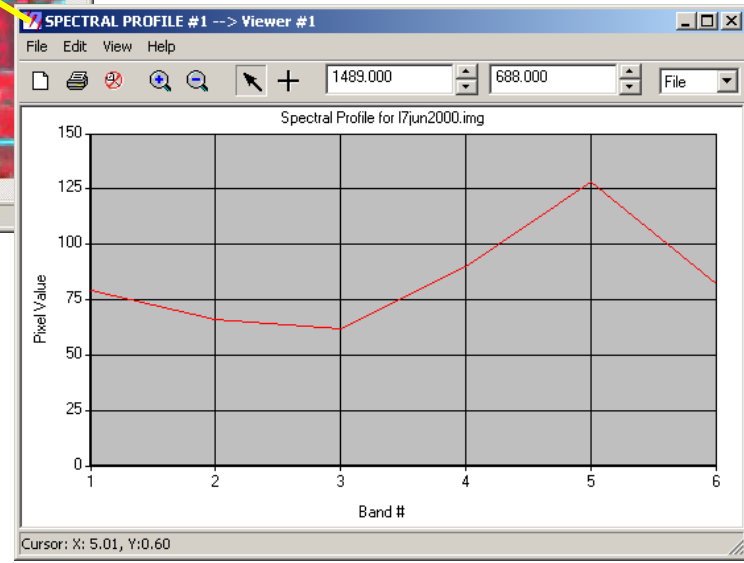 SPECTRAL PROFILE #1 --> Viewer #1
File Edit View Help
1489.000 688.000 File
Spectral Profile for l7jun2000.img
150
125
100
75
50
25
0
Pixel Value
1 2 3 4 5 6
Band #
Cursor: X: 5.01, Y:0.60